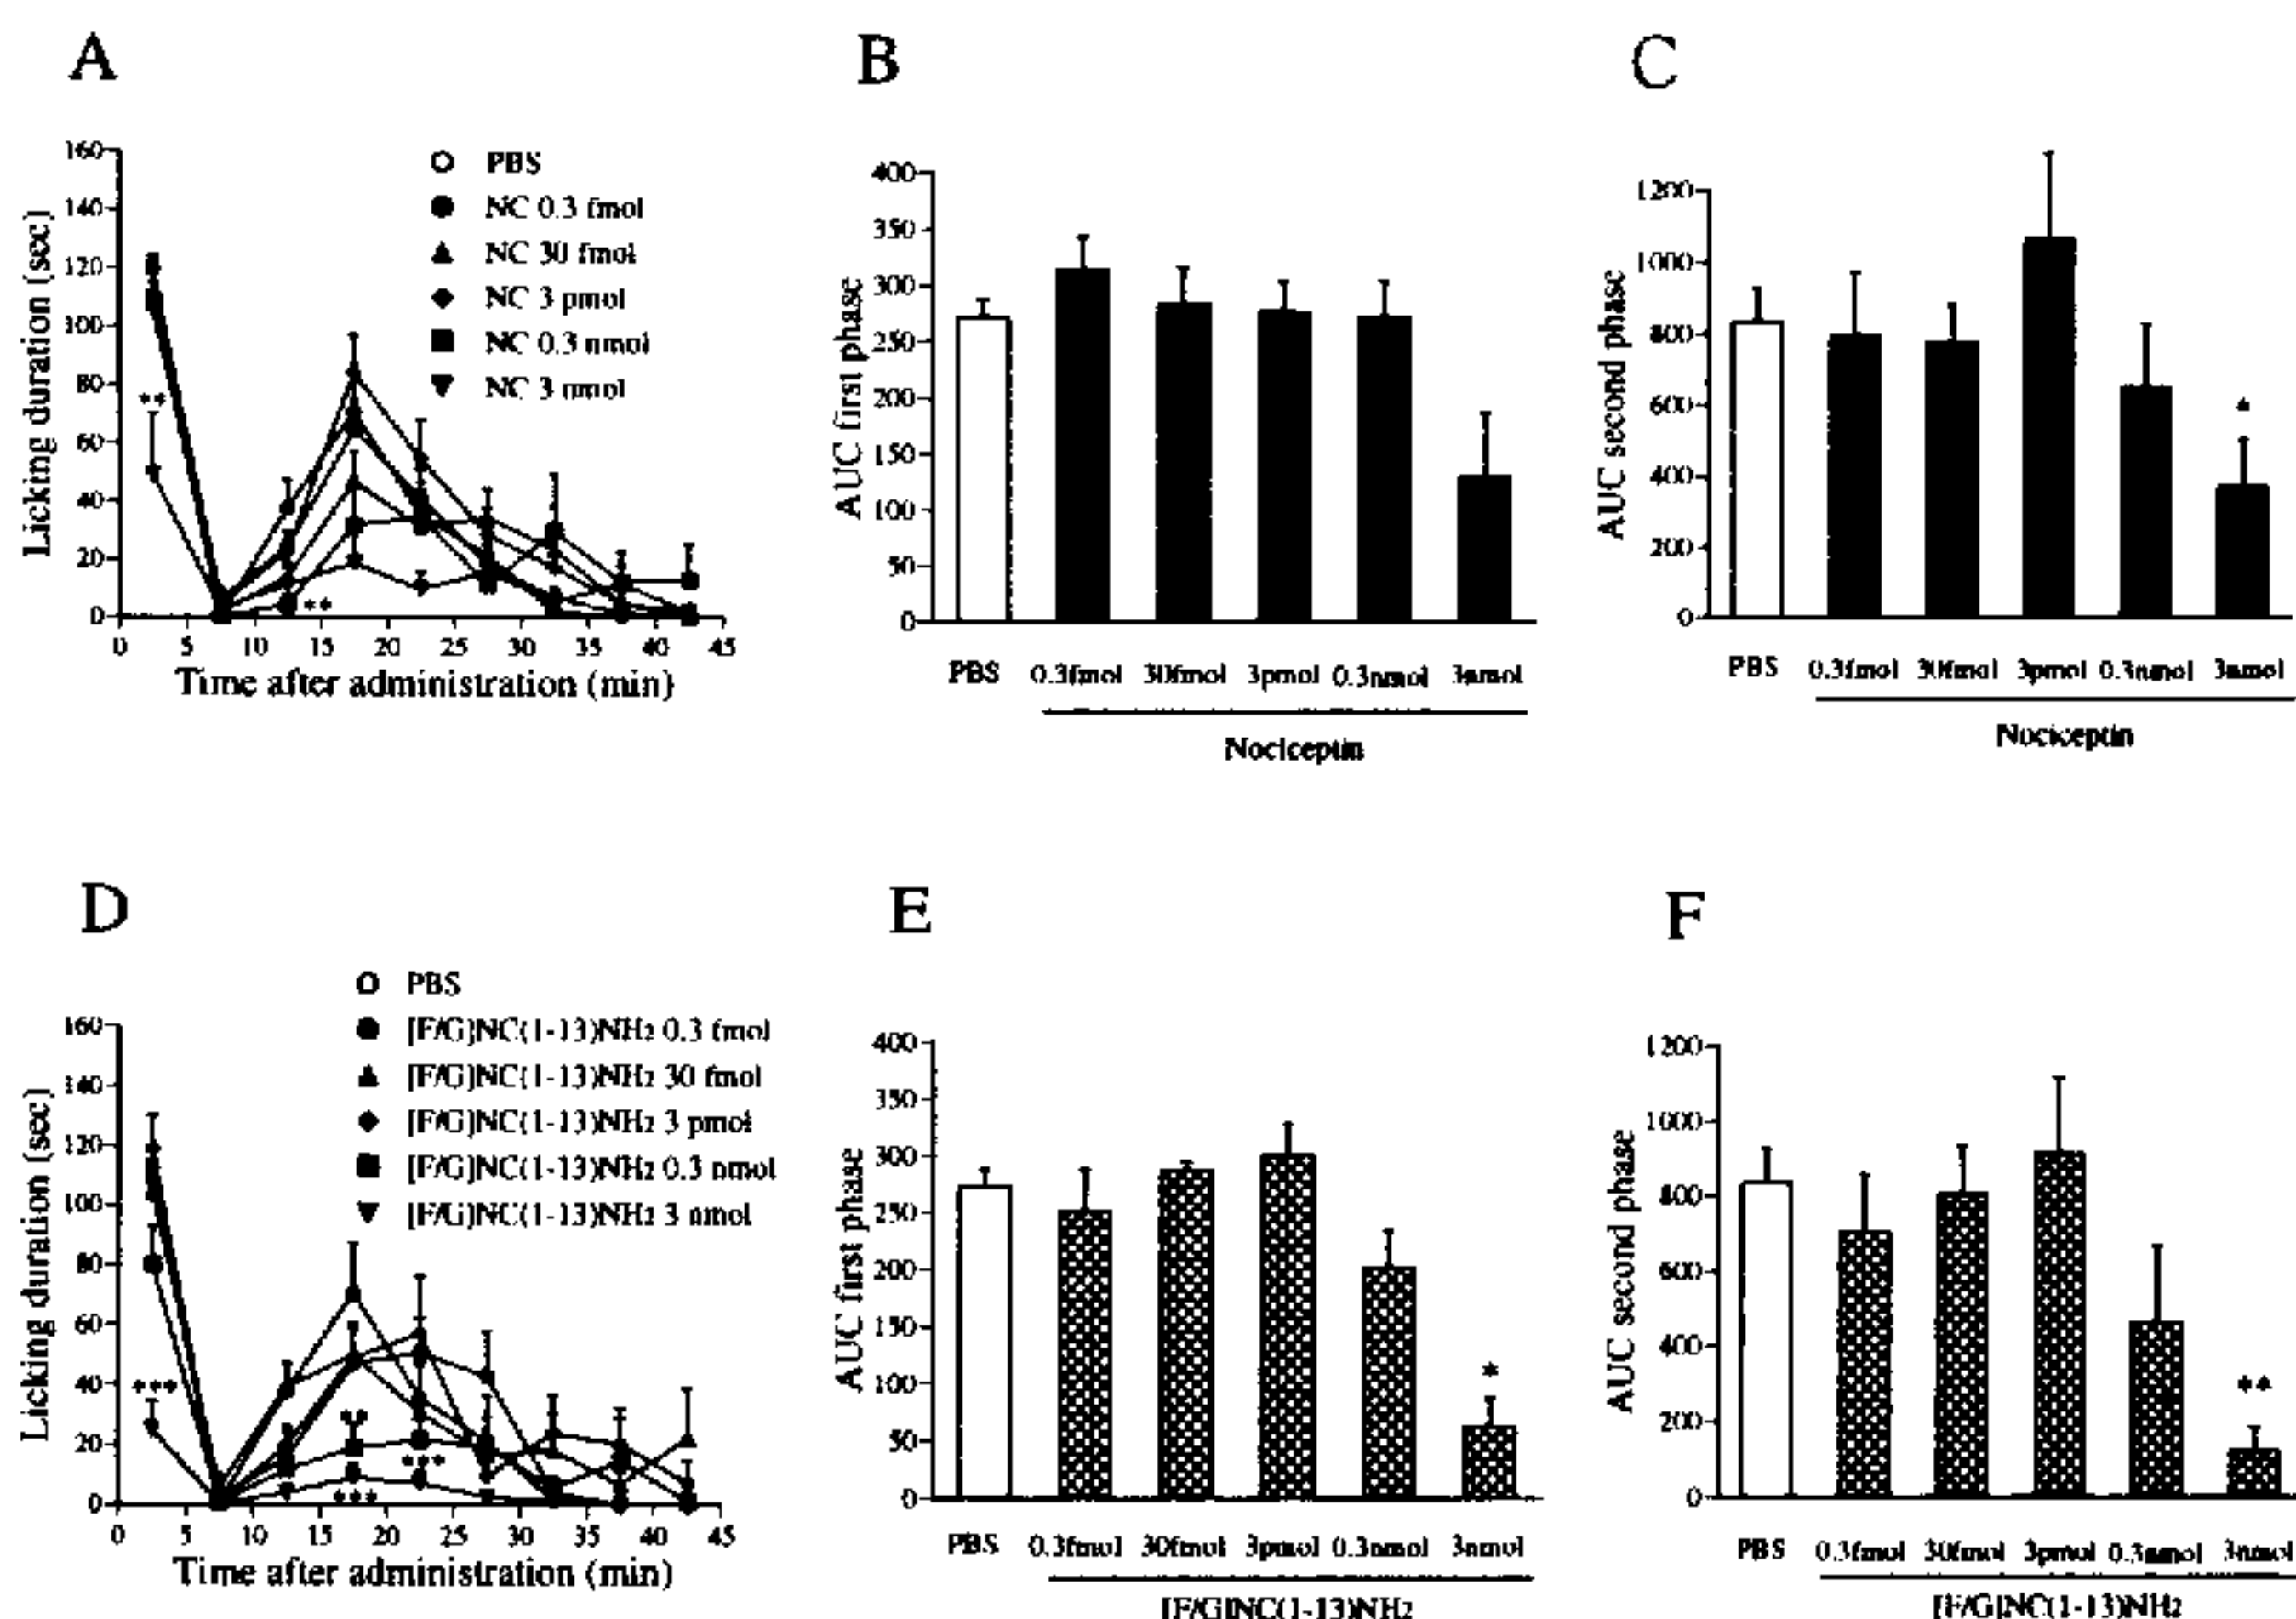 A
B
C
160
140
120
100
80
60
40
20
0
Licking duration (sec)
PBS
NC 0.3 fmol
NC 30 fmol
NC 3 pmol
NC 0.3 nmol
NC 3 nmol
**
**
0 5 10 15 20 25 30 35 40 45
Time after administration (min)
400
350
300
250
200
150
100
50
0
AUC first phase
PBS 0.3fmol 30fmol 3pmol 0.3nmol 3nmol
Nociceptin
1200
1000
800
600
400
200
0
AUC second phase
*
PBS 0.3fmol 30fmol 3pmol 0.3nmol 3nmol
Nociceptin
D
E
F
160
140
120
100
80
60
40
20
0
Licking duration (sec)
PBS
[F/G]NC(1-13)NH2 0.3 fmol
[F/G]NC(1-13)NH2 30 fmol
[F/G]NC(1-13)NH2 3 pmol
[F/G]NC(1-13)NH2 0.3 nmol
[F/G]NC(1-13)NH2 3 nmol
***
**
***
***
0 5 10 15 20 25 30 35 40 45
Time after administration (min)
400
350
300
250
200
150
100
50
0
AUC first phase
*
PBS 0.3fmol 30fmol 3pmol 0.3nmol 3nmol
[F/G]NC(1-13)NH2
1200
1000
800
600
400
200
0
AUC second phase
**
PBS 0.3fmol 30fmol 3pmol 0.3nmol 3nmol
[F/G]NC(1-13)NH2